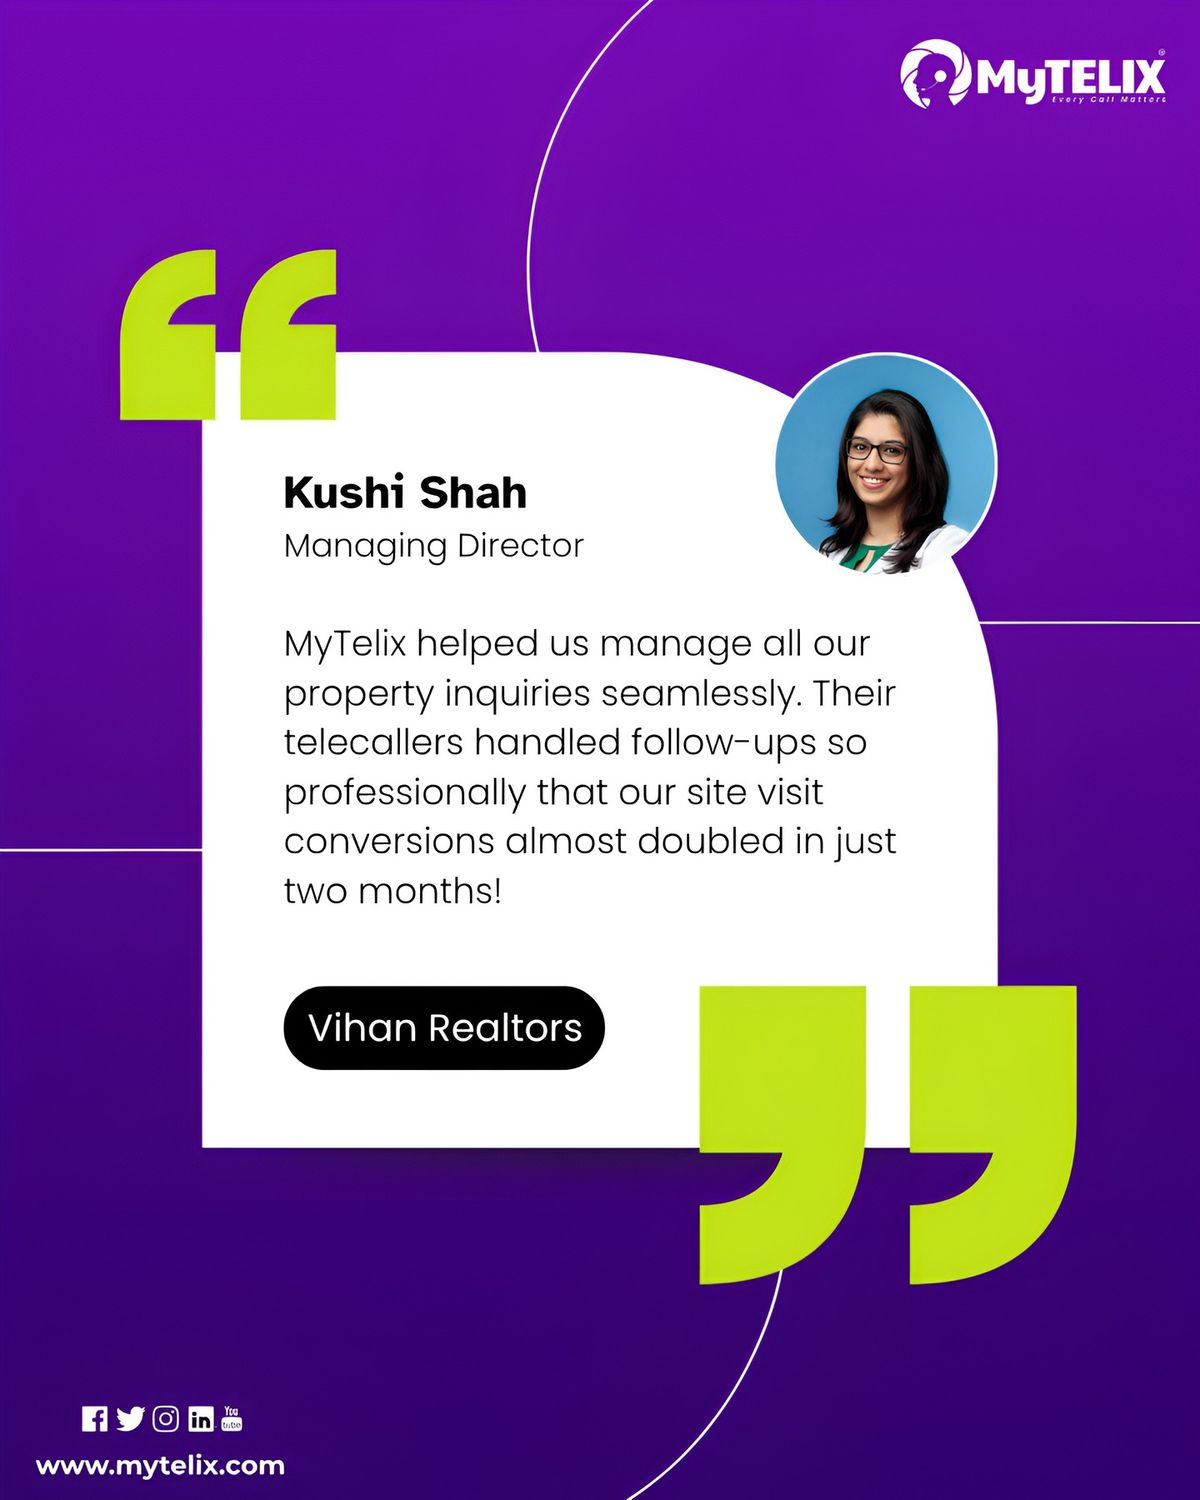 MyTELIX
Every Call Matters
Kushi Shah
Managing Director
MyTelix helped us manage all our
property inquiries seamlessly. Their
telecallers handled follow-ups so
professionally that our site visit
conversions almost doubled in just
two months!
Vihan Realtors
www.mytelix.com